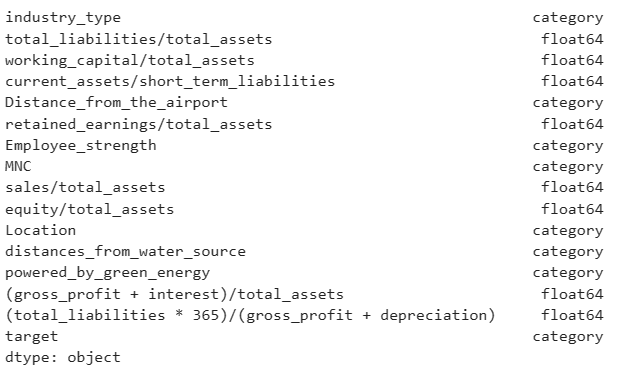 industry_type category
total_liabilities/total_assets float64
working_capital/total_assets float64
current_assets/short_term_liabilities float64
Distance_from_the_airport category
retained_earnings/total_assets float64
Employee_strength category
MNC category
sales/total_assets float64
equity/total_assets float64
Location category
distances_from_water_source category
powered_by_green_energy category
(gross_profit + interest)/total_assets float64
(total_liabilities * 365)/(gross_profit + depreciation) float64
target category
dtype: object